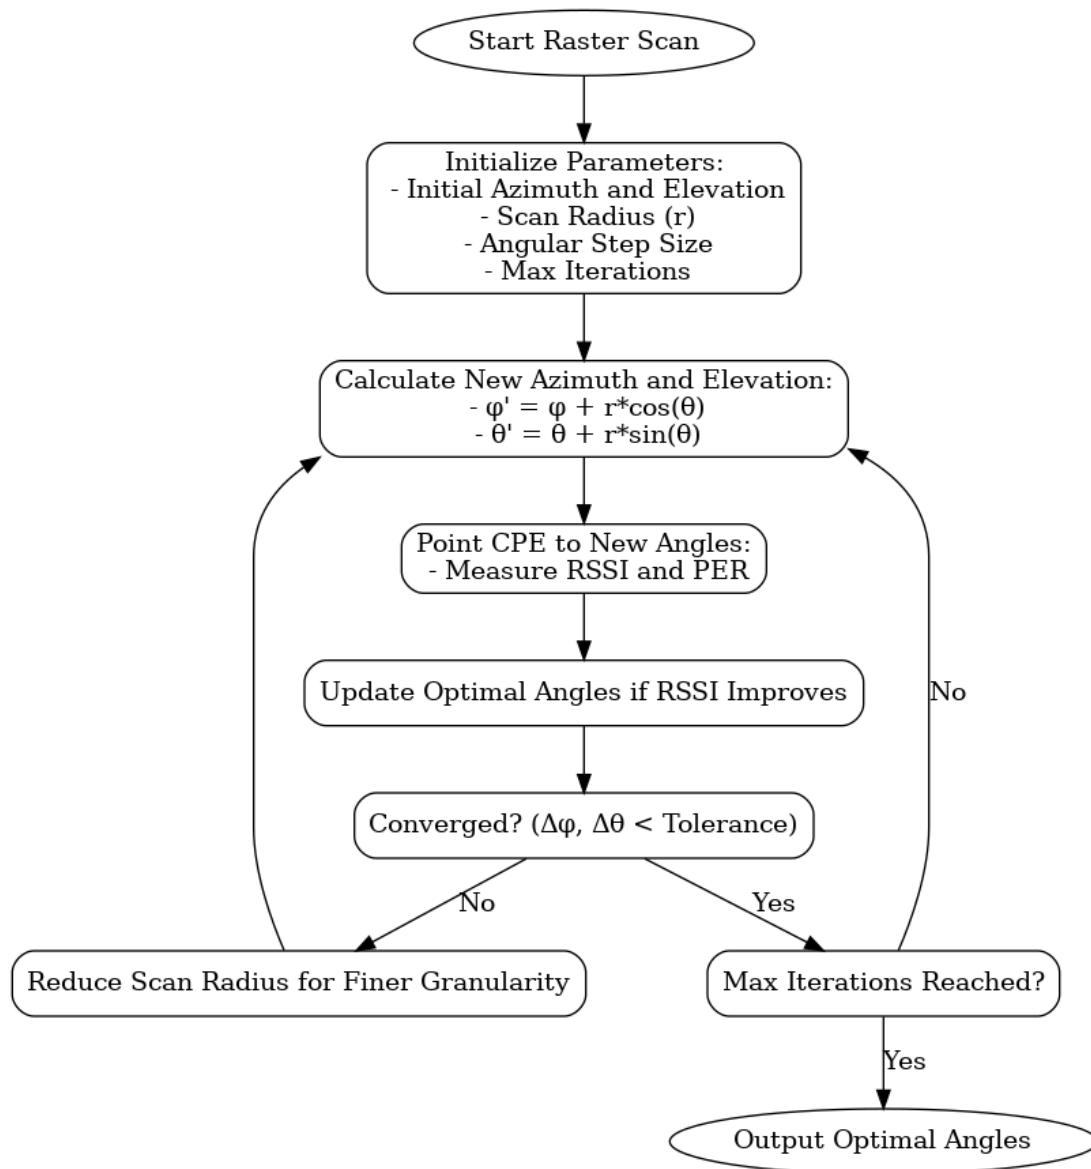 Start Raster Scan
Initialize Parameters:
- Initial Azimuth and Elevation
- Scan Radius (r)
- Angular Step Size
- Max Iterations
Calculate New Azimuth and Elevation:
- φ' = φ + r*cos(θ)
- θ' = θ + r*sin(θ)
Point CPE to New Angles:
- Measure RSSI and PER
Update Optimal Angles if RSSI Improves
No
Converged? (Δφ, Δθ < Tolerance)
No
Yes
Reduce Scan Radius for Finer Granularity
Max Iterations Reached?
Yes
Output Optimal Angles